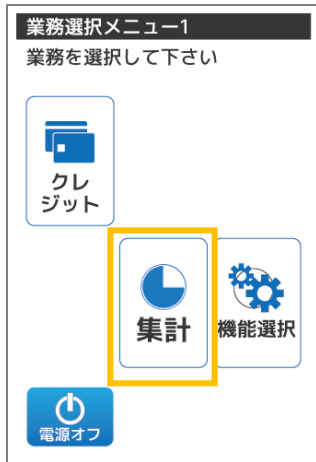 業務選択メニュー1
業務を選択して下さい
クレ
ジット
集計
機能選択
電源オフ